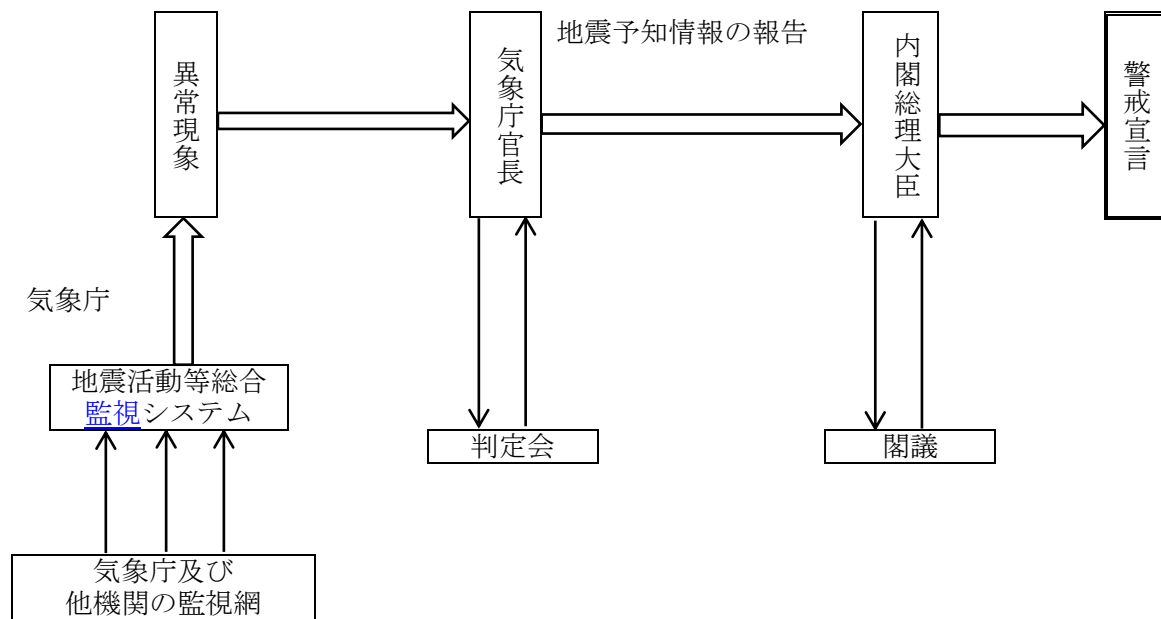 地震予知情報の報告
異常現象
気象庁官長
内閣総理大臣
警戒宣言
気象庁
地震活動等総合
監視システム
判定会
閣議
気象庁及び
他機関の監視網